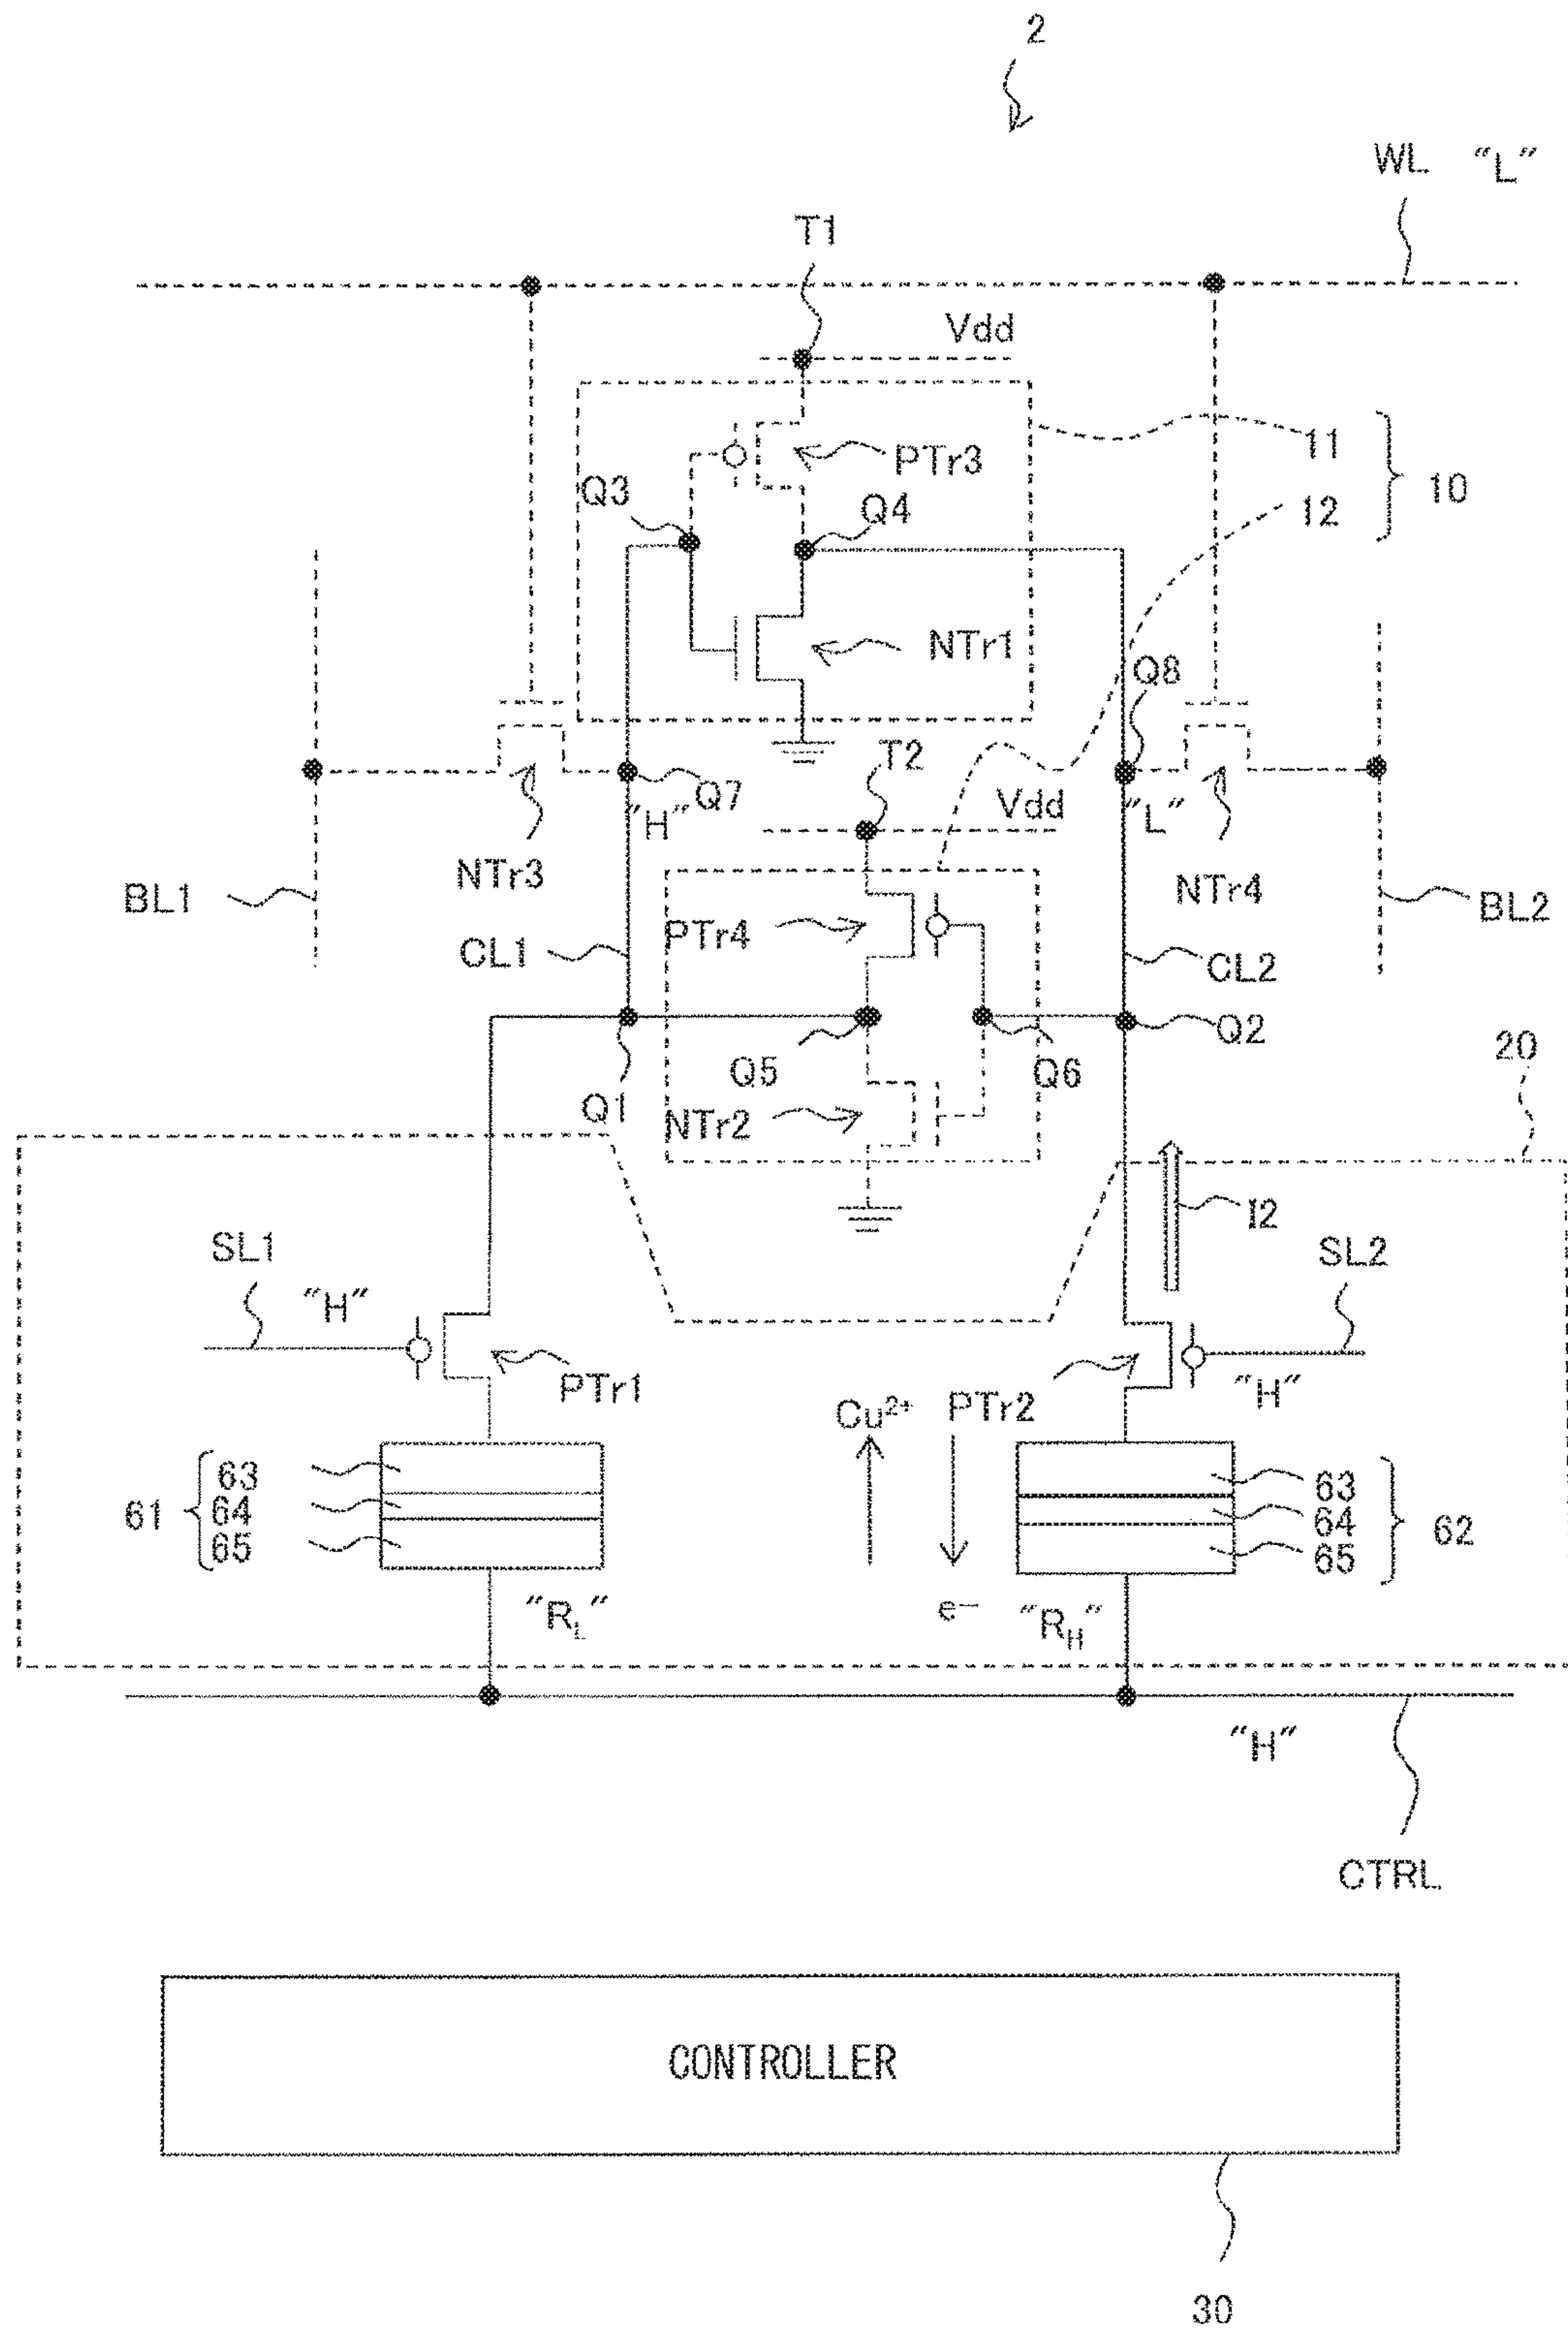 2
WL "L"
T1
Vdd
11
10
PTr3
Q3
Q4
12
NTr1
Q8
T2
Q7
"H"
Vdd
"L"
NTr3
NTr4
BL1
BL2
PTr4
CL1
CL2
Q2
20
Q5
Q6
Q1
NTr2
I2
SL1
SL2
"H"
PTr1
Cu2+
PTr2
"H"
63
63
61
64
64
62
65
65
"RL"
e−
"RH"
"H"
CTRL
CONTROLLER
30